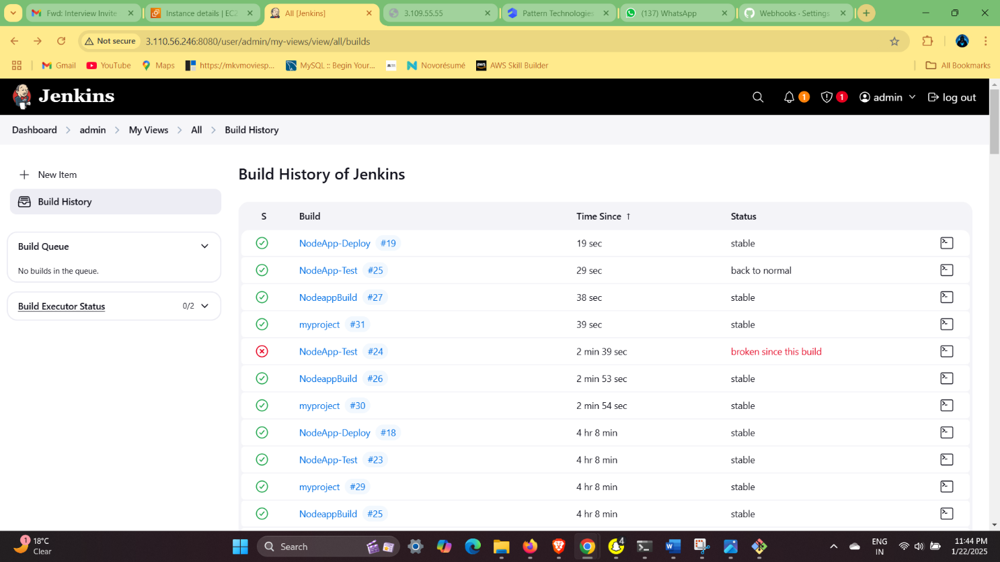 Fwd: Interview Invite
Instance details | EC2
All [Jenkins]
3.109.55.55
Pattern Technologies
(137) WhatsApp
Webhooks · Settings
Not secure
3.110.56.246:8080/user/admin/my-views/view/all/builds
Gmail
YouTube
Maps
https://mkvmoviesp...
MySQL :: Begin Your...
Novorésumé
AWS Skill Builder
All Bookmarks
Jenkins
1
1
admin
log out
Dashboard
admin
My Views
All
Build History
New Item
Build History
Build Queue
No builds in the queue.
Build Executor Status
0/2
Build History of Jenkins
S Build Time Since ↑ Status
NodeApp-Deploy #19 19 sec stable
NodeApp-Test #25 29 sec back to normal
NodeappBuild #27 38 sec stable
myproject #31 39 sec stable
NodeApp-Test #24 2 min 39 sec broken since this build
NodeappBuild #26 2 min 53 sec stable
myproject #30 2 min 54 sec stable
NodeApp-Deploy #18 4 hr 8 min stable
NodeApp-Test #23 4 hr 8 min stable
myproject #29 4 hr 8 min stable
NodeappBuild #25 4 hr 8 min stable
1
18°C
Clear
Search
4
ENG
IN
11:44 PM
1/22/2025